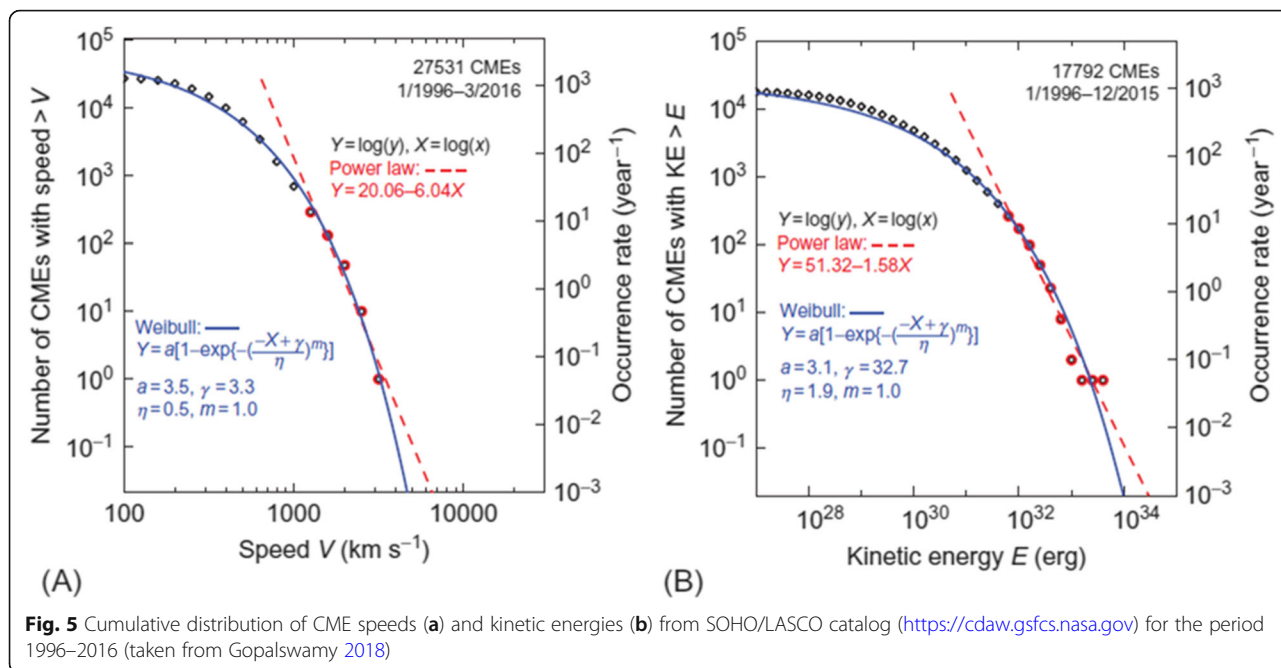 10^5
10^4
10^3
10^2
10^1
10^0
10^-1
Number of CMEs with speed > V
27531 CMEs
1/1996–3/2016
Y=log(y), X=log(x)
Power law:
Y=20.06–6.04X
Weibull:
Y=a[1–exp{–(\frac{–X+γ}{η})^m}]
a=3.5, γ=3.3
η=0.5, m=1.0
10^3
10^2
10^1
10^0
10^-1
10^-2
10^-3
Occurrence rate (year^-1)
100 1000 10000
Speed V (km s^-1)
(A)
10^5
10^4
10^3
10^2
10^1
10^0
10^-1
Number of CMEs with KE > E
17792 CMEs
1/1996–12/2015
Y=log(y), X=log(x)
Power law:
Y=51.32–1.58X
Weibull:
Y=a[1–exp{–(\frac{–X+γ}{η})^m}]
a=3.1, γ=32.7
η=1.9, m=1.0
10^3
10^2
10^1
10^0
10^-1
10^-2
10^-3
Occurrence rate (year^-1)
10^28 10^30 10^32 10^34
Kinetic energy E (erg)
(B)
Fig. 5 Cumulative distribution of CME speeds (a) and kinetic energies (b) from SOHO/LASCO catalog (https://cdaw.gsfcs.nasa.gov) for the period
1996–2016 (taken from Gopalswamy 2018)